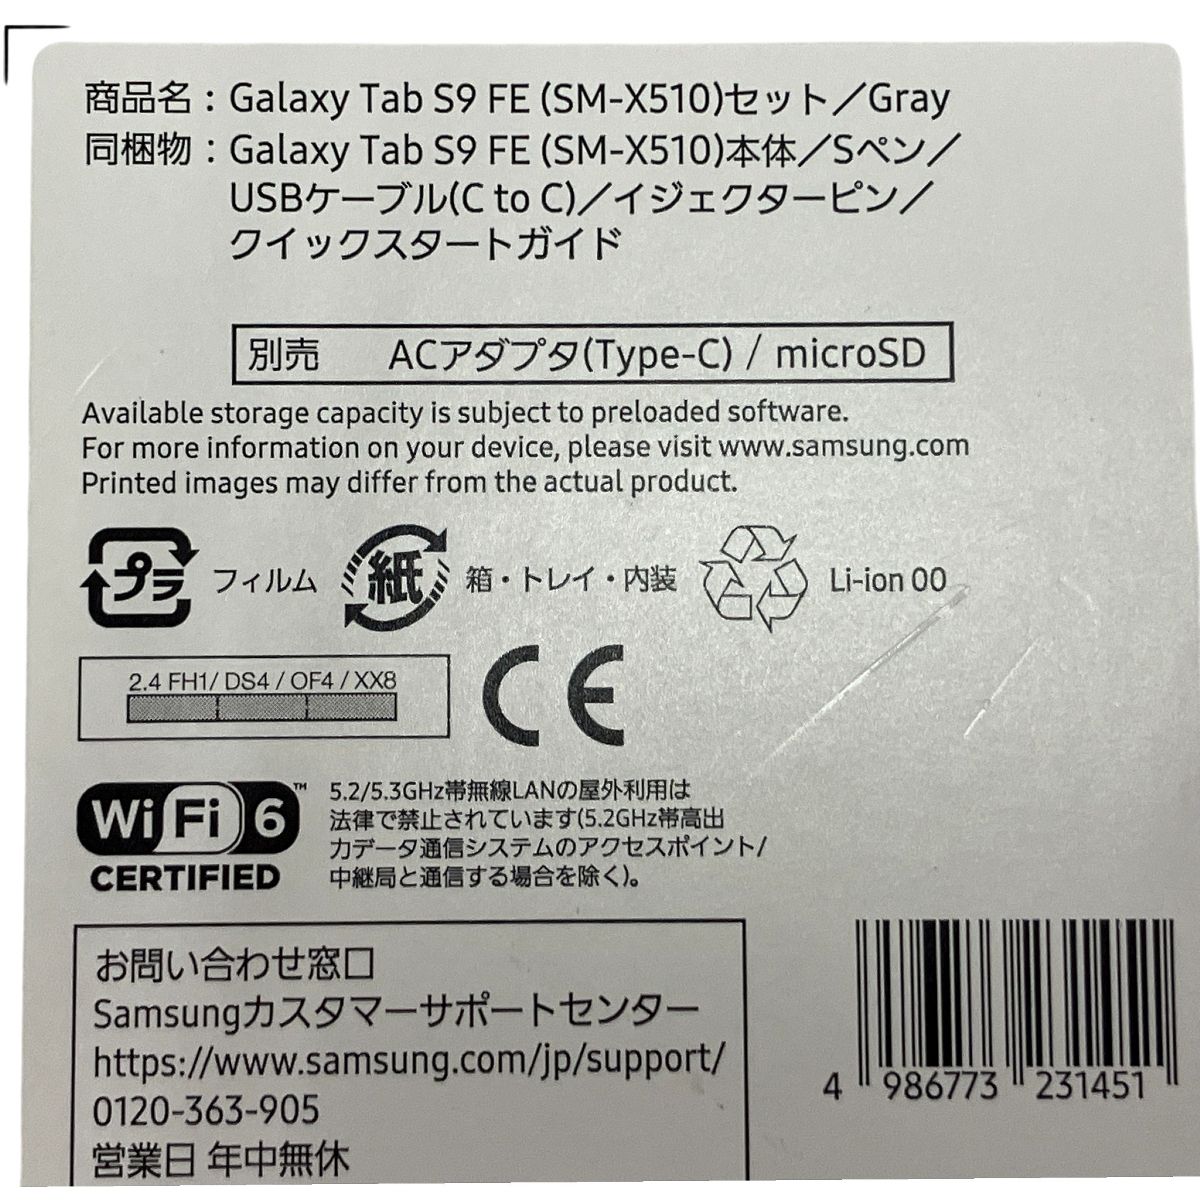 商品名：Galaxy Tab S9 FE (SM-X510)セット／Gray
同梱物：Galaxy Tab S9 FE (SM-X510)本体／Sペン／
USBケーブル(C to C)／イジェクターピン／
クイックスタートガイド
別売 ACアダプタ(Type-C) / microSD
Available storage capacity is subject to preloaded software.
For more information on your device, please visit www.samsung.com
Printed images may differ from the actual product.
プラ フィルム 紙 箱・トレイ・内装 Li-ion 00
2.4 FH1/ DS4 / OF4 / XX8
CE
Wi Fi 6™
CERTIFIED
5.2/5.3GHz帯無線LANの屋外利用は
法律で禁止されています(5.2GHz帯高出
力データ通信システムのアクセスポイント/
中継局と通信する場合を除く)。
お問い合わせ窓口
Samsungカスタマーサポートセンター
https://www.samsung.com/jp/support/
0120-363-905
営業日 年中無休
4 986773 231451